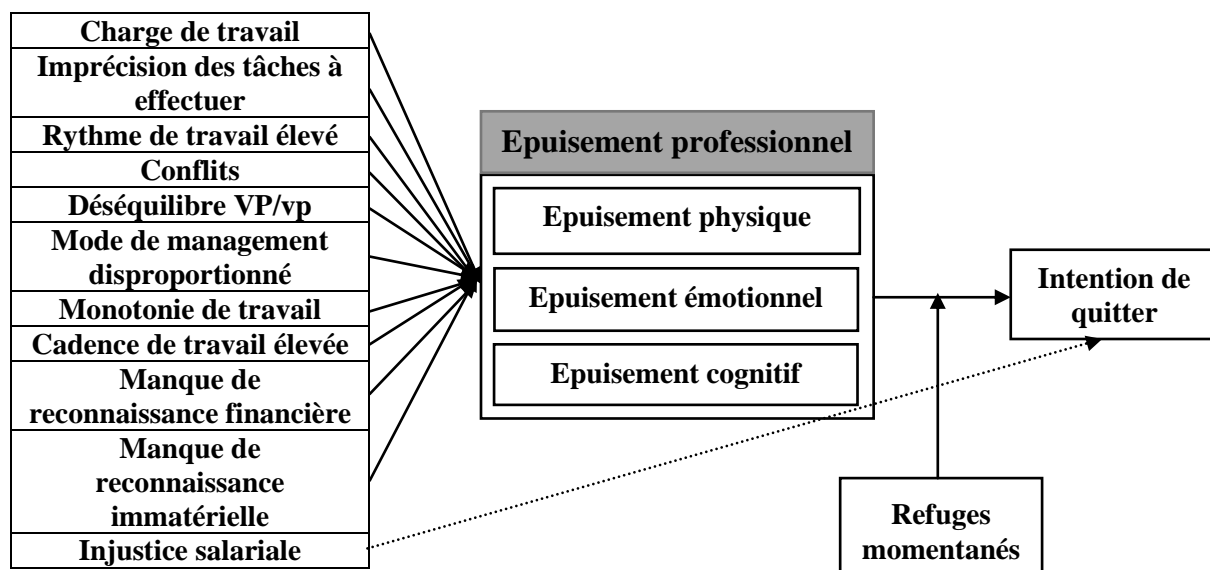 Charge de travail
Imprécision des tâches à
effectuer
Rythme de travail élevé
Conflits
Déséquilibre VP/vp
Mode de management
disproportionné
Monotonie de travail
Cadence de travail élevée
Manque de
reconnaissance financière
Manque de
reconnaissance
immatérielle
Injustice salariale
Epuisement professionnel
Epuisement physique
Epuisement émotionnel
Epuisement cognitif
Intention de
quitter
Refuges
momentanés